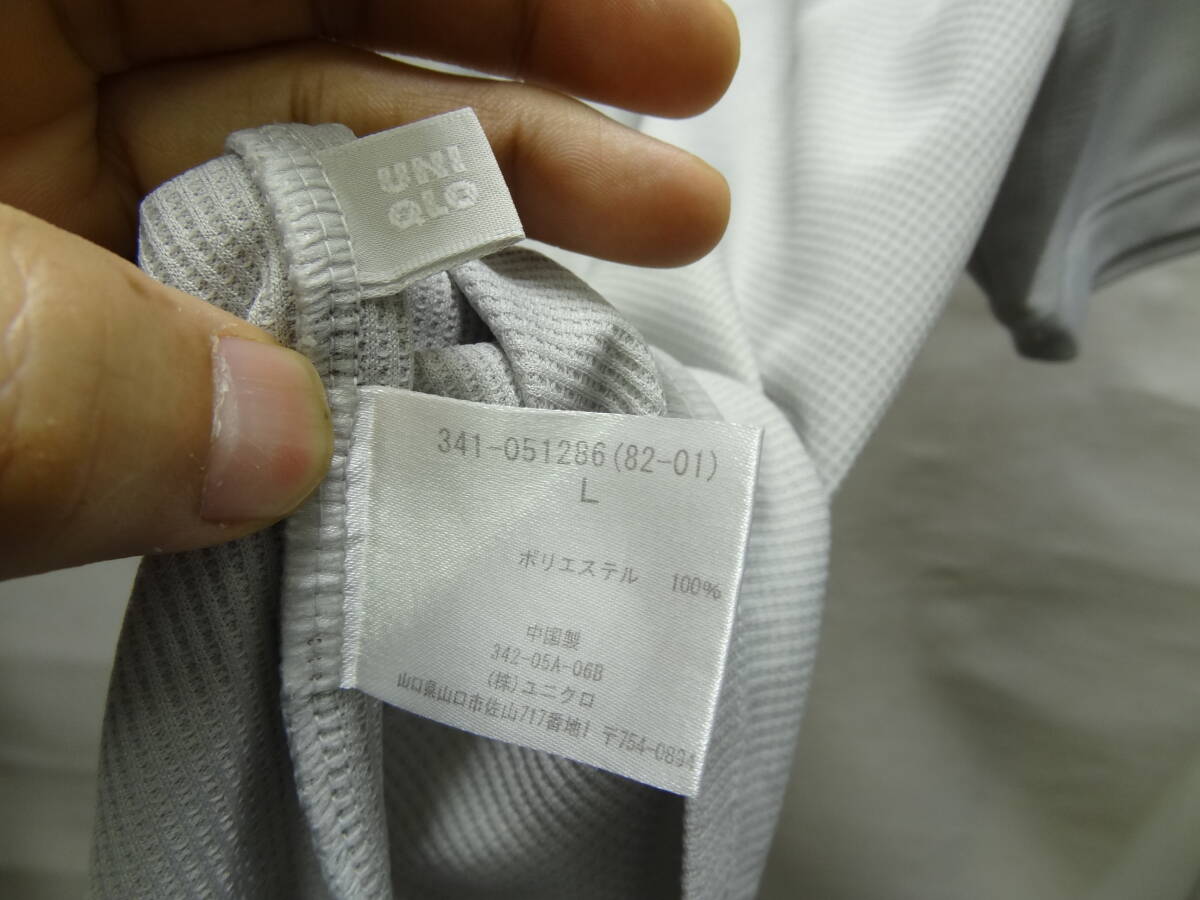 UNI
QLO
341-051286(82-01)
L
ポリエステル 100%
中国製
342-05A-06B
(株)ユニクロ
山口県山口市佐山717番地1 〒754-0894